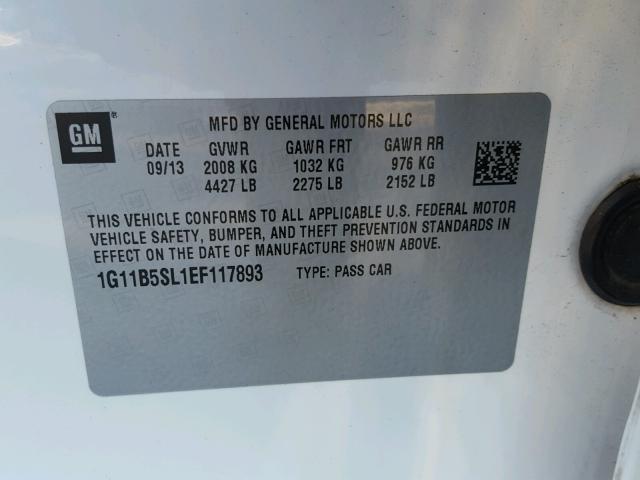 GM®
MFD BY GENERAL MOTORS LLC
DATE GVWR GAWR FRT GAWR RR
09/13 2008 KG 1032 KG 976 KG
4427 LB 2275 LB 2152 LB
THIS VEHICLE CONFORMS TO ALL APPLICABLE U.S. FEDERAL MOTOR
VEHICLE SAFETY, BUMPER, AND THEFT PREVENTION STANDARDS IN
EFFECT ON THE DATE OF MANUFACTURE SHOWN ABOVE.
1G11B5SL1EF117893 TYPE: PASS CAR